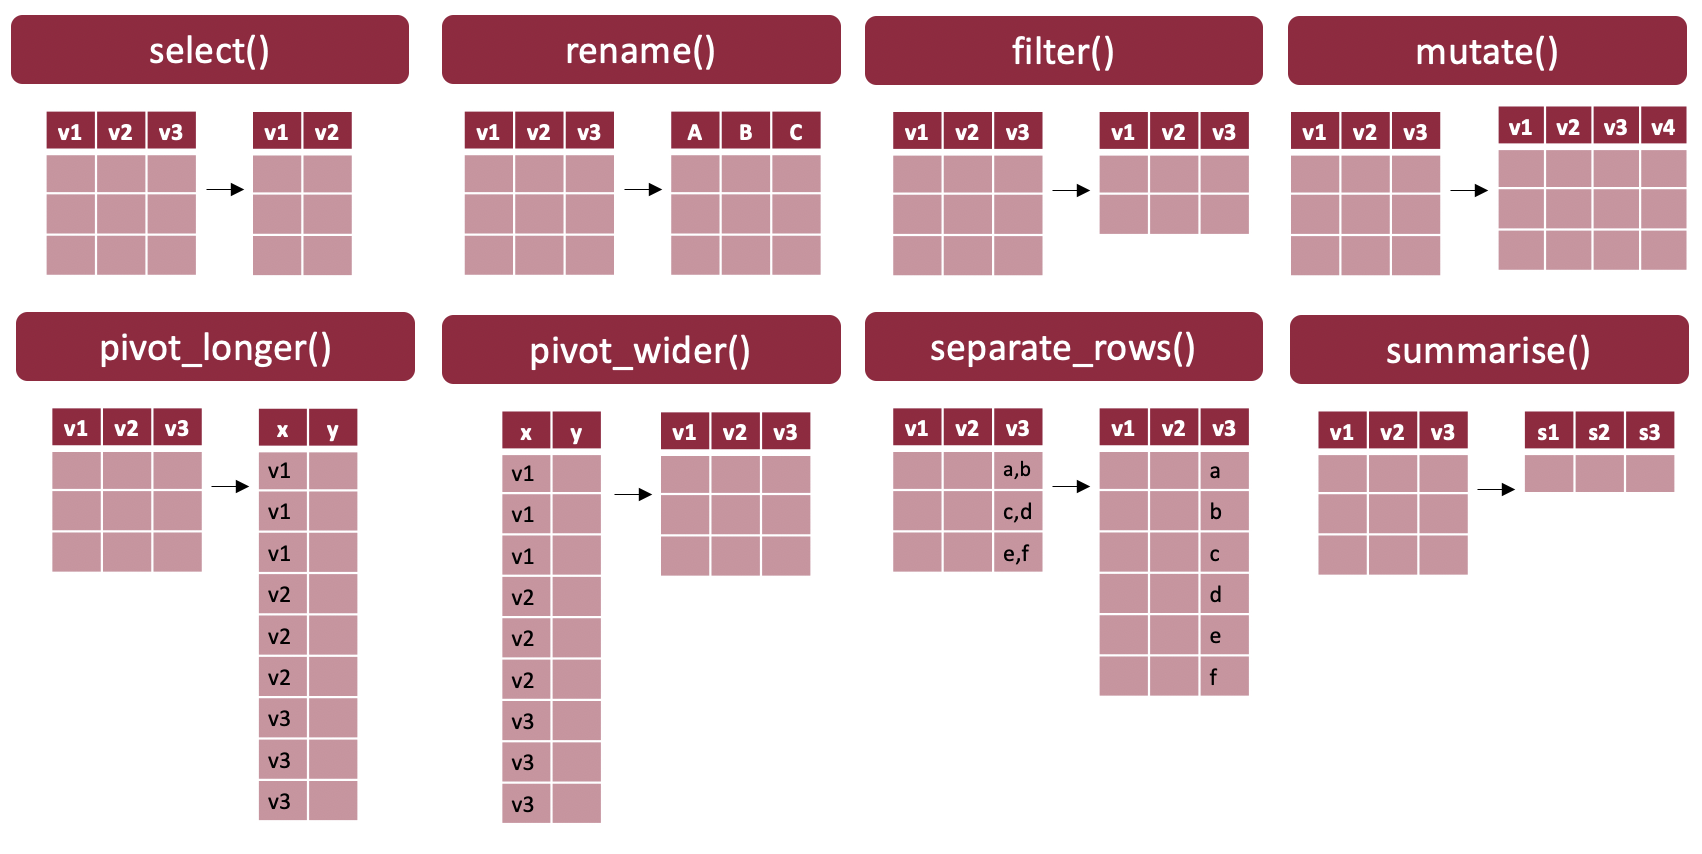 select()
rename()
filter()
mutate()
v1 v2 v3
v1 v2
v1 v2 v3
A B C
v1 v2 v3
v1 v2 v3
v1 v2 v3
v1 v2 v3 v4
pivot_longer()
pivot_wider()
separate_rows()
summarise()
v1 v2 v3
x y
v1
v1
v1
v2
v2
v2
v3
v3
v3
x y
v1
v1
v1
v2
v2
v2
v3
v3
v3
v1 v2 v3
v1 v2 v3
a,b
c,d
e,f
v1 v2 v3
a
b
c
d
e
f
v1 v2 v3
s1 s2 s3